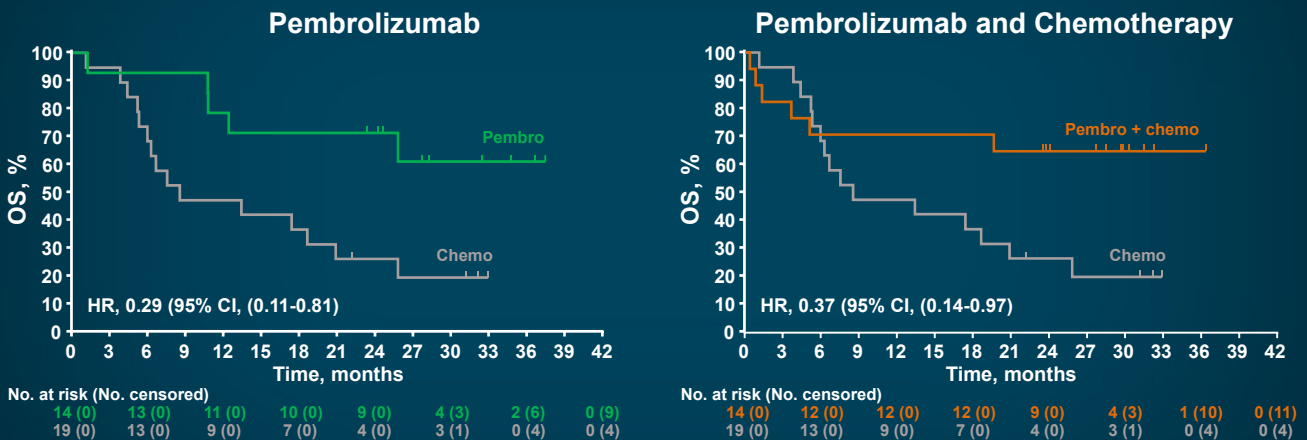 Pembrolizumab
OS, %
100
90
80
70
60
50
40
30
20
10
0
Pembro
Chemo
HR, 0.29 (95% CI, (0.11-0.81)
0 3 6 9 12 15 18 21 24 27 30 33 36 39 42
Time, months
No. at risk (No. censored)
14 (0) 13 (0) 11 (0) 10 (0) 9 (0) 4 (3) 2 (6) 0 (9)
19 (0) 13 (0) 9 (0) 7 (0) 4 (0) 3 (1) 0 (4) 0 (4)
Pembrolizumab and Chemotherapy
OS, %
100
90
80
70
60
50
40
30
20
10
0
Pembro + chemo
Chemo
HR, 0.37 (95% CI, (0.14-0.97)
0 3 6 9 12 15 18 21 24 27 30 33 36 39 42
Time, months
No. at risk (No. censored)
14 (0) 12 (0) 12 (0) 12 (0) 9 (0) 4 (3) 1 (10) 0 (11)
19 (0) 13 (0) 9 (0) 7 (0) 4 (0) 3 (1) 0 (4) 0 (4)